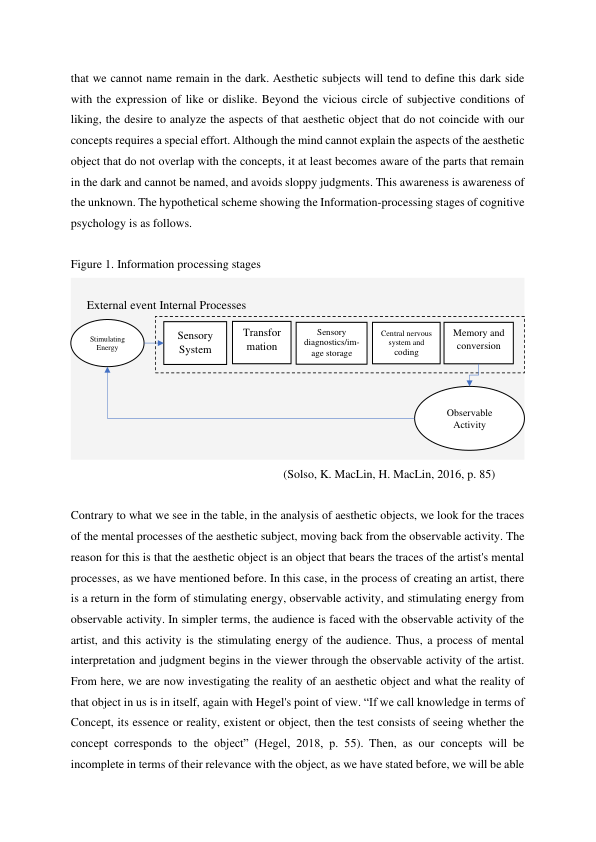 that we cannot name remain in the dark. Aesthetic subjects will tend to define this dark side
with the expression of like or dislike. Beyond the vicious circle of subjective conditions of
liking, the desire to analyze the aspects of that aesthetic object that do not coincide with our
concepts requires a special effort. Although the mind cannot explain the aspects of the aesthetic
object that do not overlap with the concepts, it at least becomes aware of the parts that remain
in the dark and cannot be named, and avoids sloppy judgments. This awareness is awareness of
the unknown. The hypothetical scheme showing the Information-processing stages of cognitive
psychology is as follows.
Figure 1. Information processing stages
External event Internal Processes
Stimulating
Energy
Sensory
System
Transfor
mation
Sensory
diagnostics/im-
age storage
Central nervous
system and
coding
Memory and
conversion
Observable
Activity
(Solso, K. MacLin, H. MacLin, 2016, p. 85)
Contrary to what we see in the table, in the analysis of aesthetic objects, we look for the traces
of the mental processes of the aesthetic subject, moving back from the observable activity. The
reason for this is that the aesthetic object is an object that bears the traces of the artist's mental
processes, as we have mentioned before. In this case, in the process of creating an artist, there
is a return in the form of stimulating energy, observable activity, and stimulating energy from
observable activity. In simpler terms, the audience is faced with the observable activity of the
artist, and this activity is the stimulating energy of the audience. Thus, a process of mental
interpretation and judgment begins in the viewer through the observable activity of the artist.
From here, we are now investigating the reality of an aesthetic object and what the reality of
that object in us is in itself, again with Hegel's point of view. “If we call knowledge in terms of
Concept, its essence or reality, existent or object, then the test consists of seeing whether the
concept corresponds to the object” (Hegel, 2018, p. 55). Then, as our concepts will be
incomplete in terms of their relevance with the object, as we have stated before, we will be able